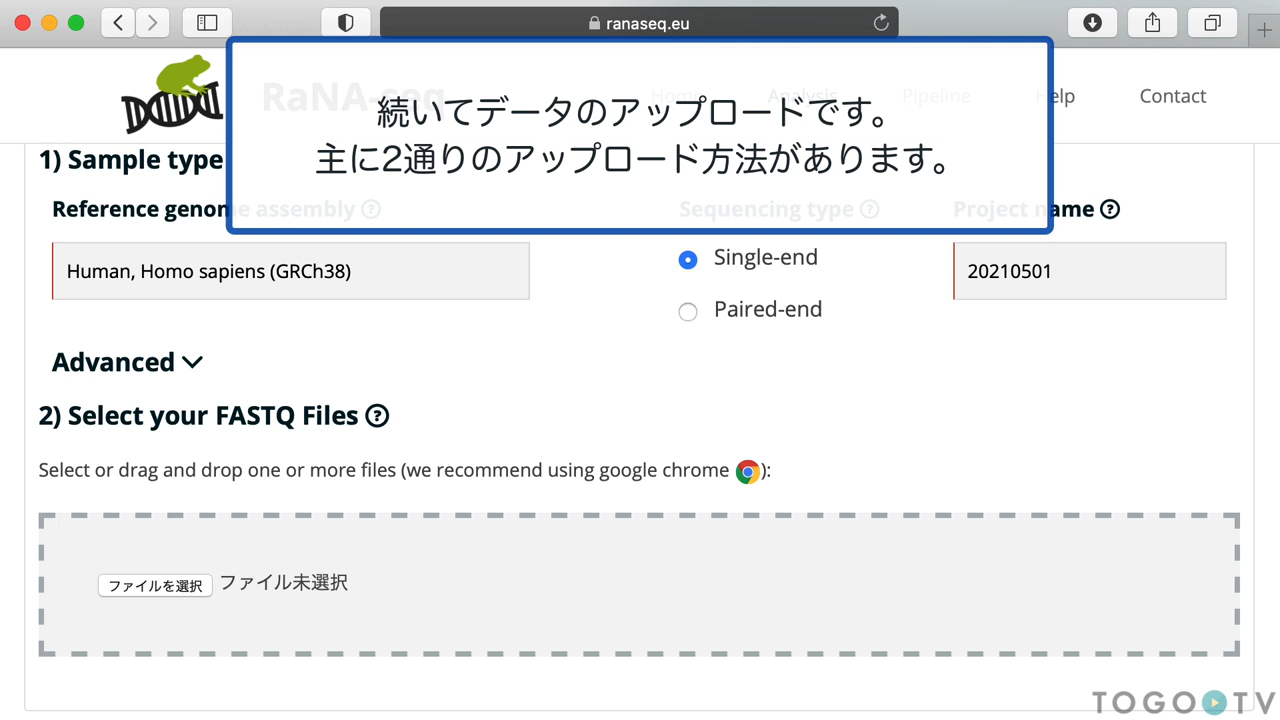 ranaseq.eu
RaNA-seq
Home Analysis Pipeline Help Contact
続いてデータのアップロードです。
主に2通りのアップロード方法があります。
1) Sample type
Reference genome assembly ? Sequencing type ? Project name ?
Human, Homo sapiens (GRCh38)
Single-end
20210501
Paired-end
Advanced
2) Select your FASTQ Files ?
Select or drag and drop one or more files (we recommend using google chrome ):
ファイルを選択 ファイル未選択
TOGO TV